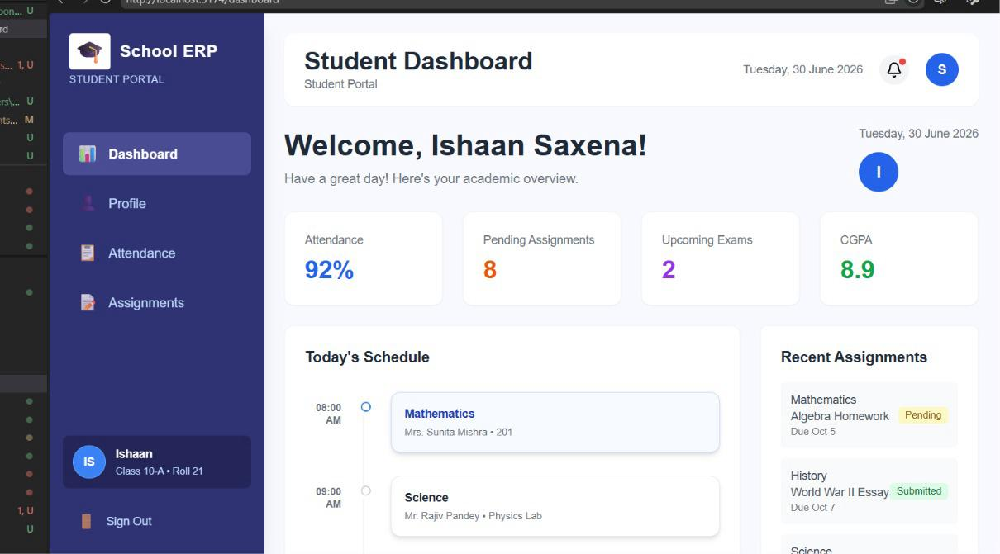 oon... U
http://localhost:5174/dashboard
rd
s... 1, U
ers\... U
nts... M
U
U
1, U
U
School ERP
STUDENT PORTAL
Dashboard
Profile
Attendance
Assignments
IS
Ishaan
Class 10-A • Roll 21
Sign Out
Student Dashboard
Student Portal
Tuesday, 30 June 2026
S
Welcome, Ishaan Saxena!
Have a great day! Here's your academic overview.
Tuesday, 30 June 2026
I
Attendance
92%
Pending Assignments
8
Upcoming Exams
2
CGPA
8.9
Today's Schedule
08:00
AM
Mathematics
Mrs. Sunita Mishra • 201
09:00
AM
Science
Mr. Rajiv Pandey • Physics Lab
Recent Assignments
Mathematics
Algebra Homework Pending
Due Oct 5
History
World War II Essay Submitted
Due Oct 7
Science